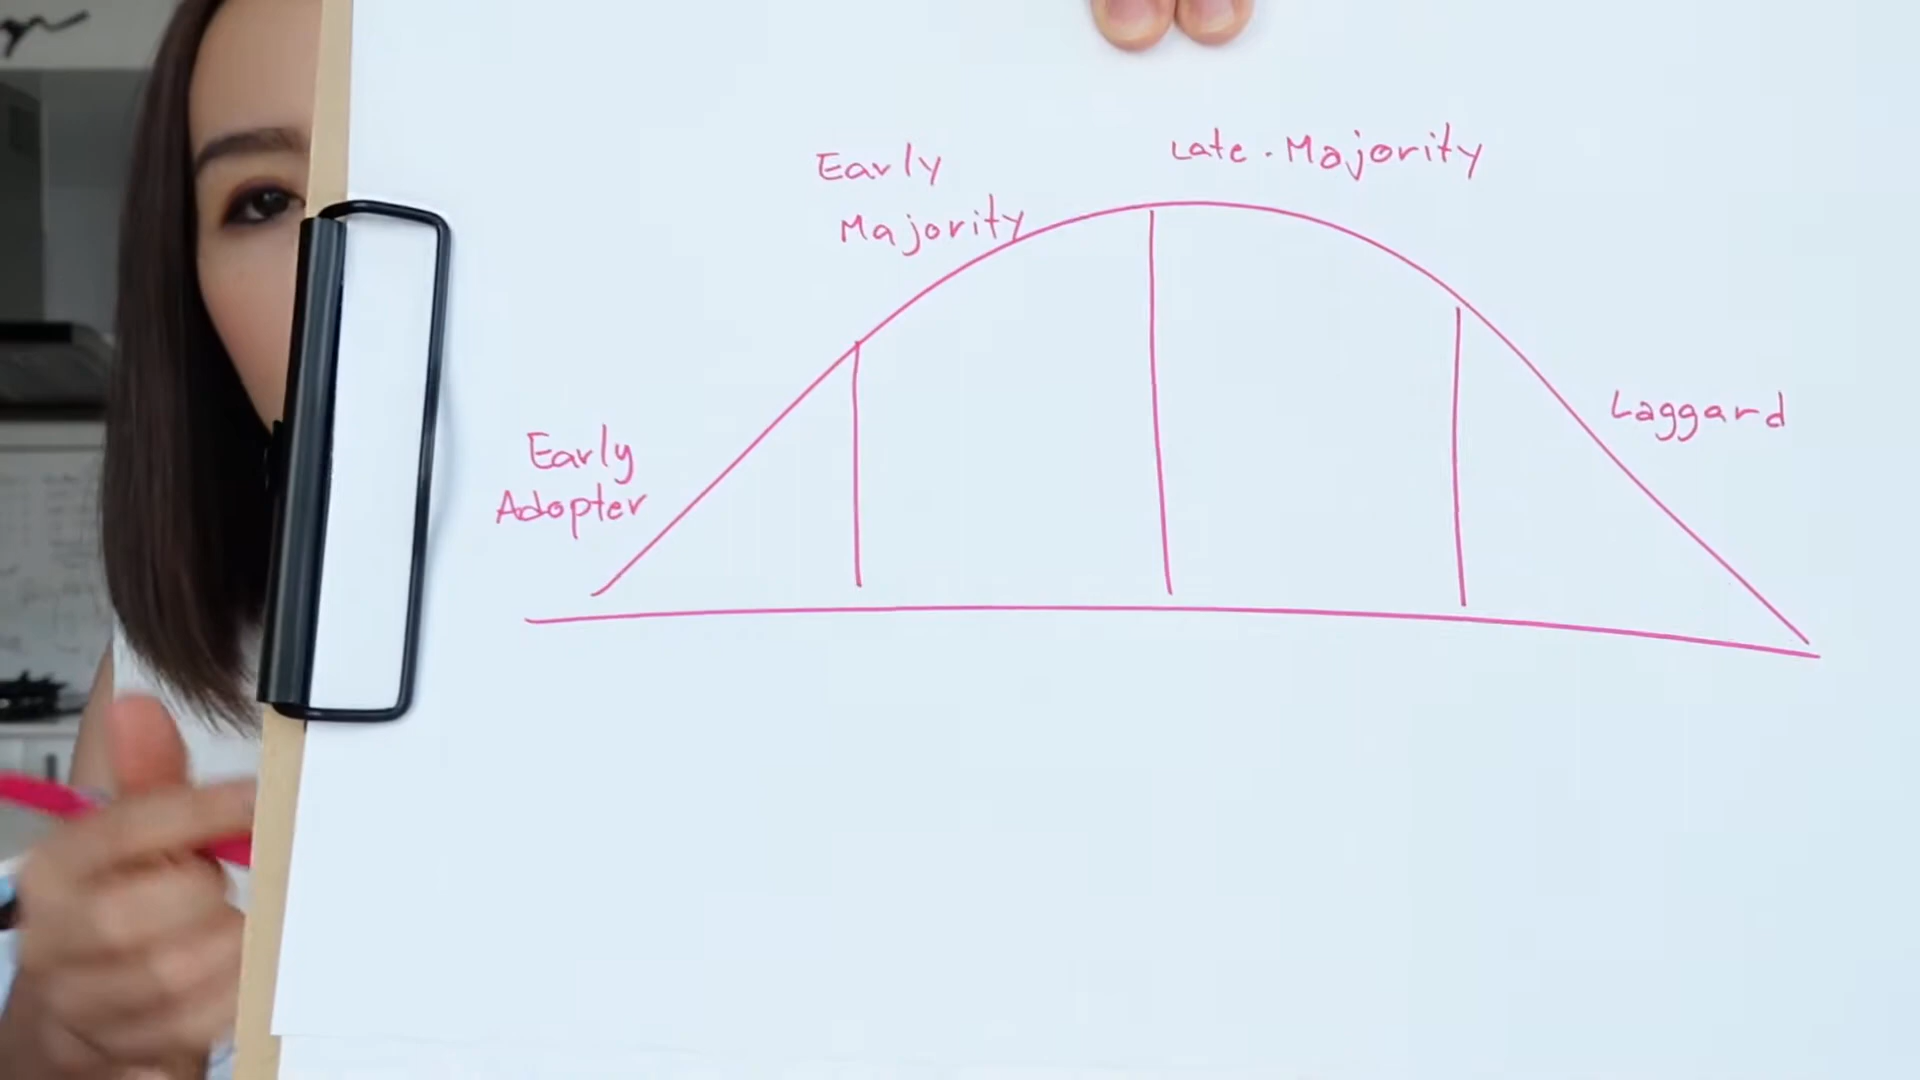 Early
Majority
Late - Majority
Early
Adopter
Laggard